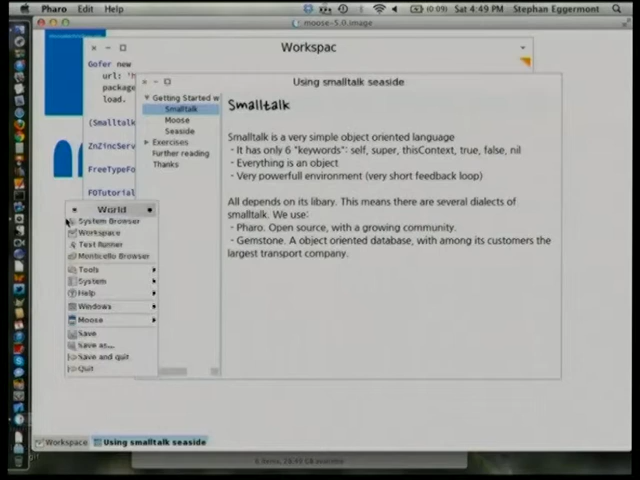 Pharo Edit Help (0:09) Sat 4:49 PM Stephan Eggermont
moose-5.0.image
Workspac
Gofer new
url: 'h
package
load.
(Smalltalk
ZnZincServe
FreeTypeFo
FOTutorial
World
System Browser
Workspace
Test Runner
Monticello Browser
Tools
System
Help
Windows
Moose
Save
Save as...
Save and quit
Quit
Using smalltalk seaside
Getting Started w
Smalltalk
Moose
Seaside
Exercises
Further reading
Thanks
Smalltalk
Smalltalk is a very simple object oriented language
- It has only 6 "keywords": self, super, thisContext, true, false, nil
- Everything is an object
- Very powerfull environment (very short feedback loop)
All depends on its libary. This means there are several dialects of
smalltalk. We use:
- Pharo. Open source, with a growing community.
- Gemstone. A object oriented database, with among its customers the
largest transport company.
Workspace
Using smalltalk seaside